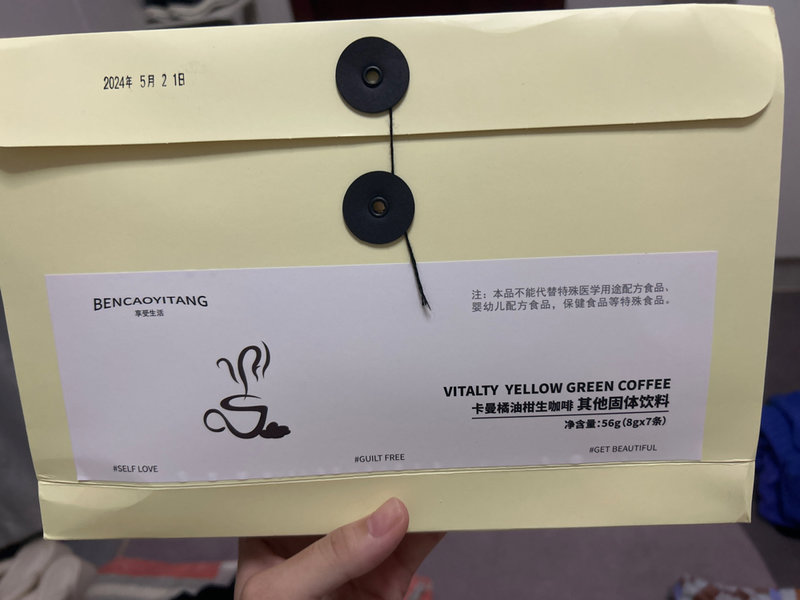 2024年 5月 2 1日
BENCAOYITANG
享受生活
注：本品不能代替特殊医学用途配方食品、
婴幼儿配方食品，保健食品等特殊食品。
VITALTY YELLOW GREEN COFFEE
卡曼橘油柑生咖啡 其他固体饮料
净含量：56g（8gx7条）
#SELF LOVE
#GUILT FREE
#GET BEAUTIFUL